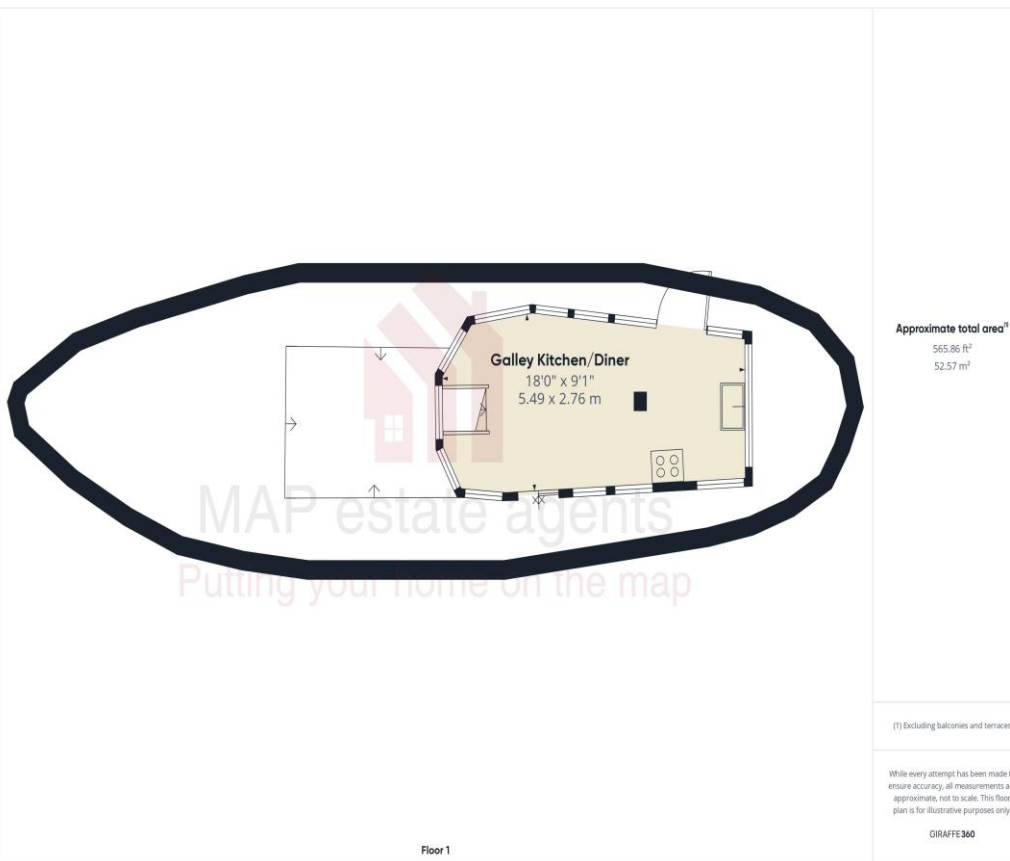 Galley Kitchen/Diner
18'0" x 9'1"
5.49 x 2.76 m
MAP estate agents
Putting your home on the map
Floor 1
Approximate total area(1)
565.86 ft²
52.57 m²
(1) Excluding balconies and terraces
While every attempt has been made
ensure accuracy, all measurements
approximate, not to scale. This floor
plan is for illustrative purposes only
GIRAFFE360